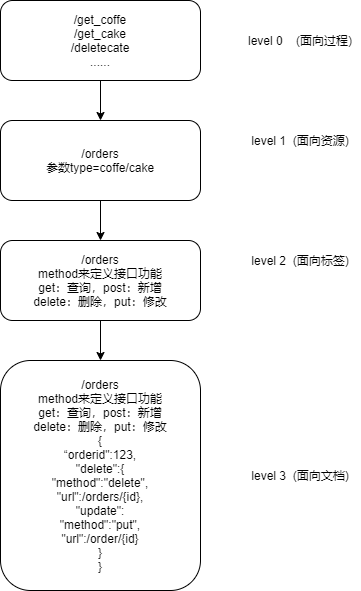 /get_coffe
/get_cake
/deletecate
......
level 0 （面向过程）
/orders
参数type=coffe/cake
level 1（面向资源）
/orders
method来定义接口功能
get：查询，post：新增
delete：删除，put：修改
level 2（面向标签）
/orders
method来定义接口功能
get：查询，post：新增
delete：删除，put：修改
{
“orderid":123,
"delete":{
"method":"delete",
"url":/orders/{id},
"update":
"method":"put",
"url":/order/{id}
}
}
level 3（面向文档）